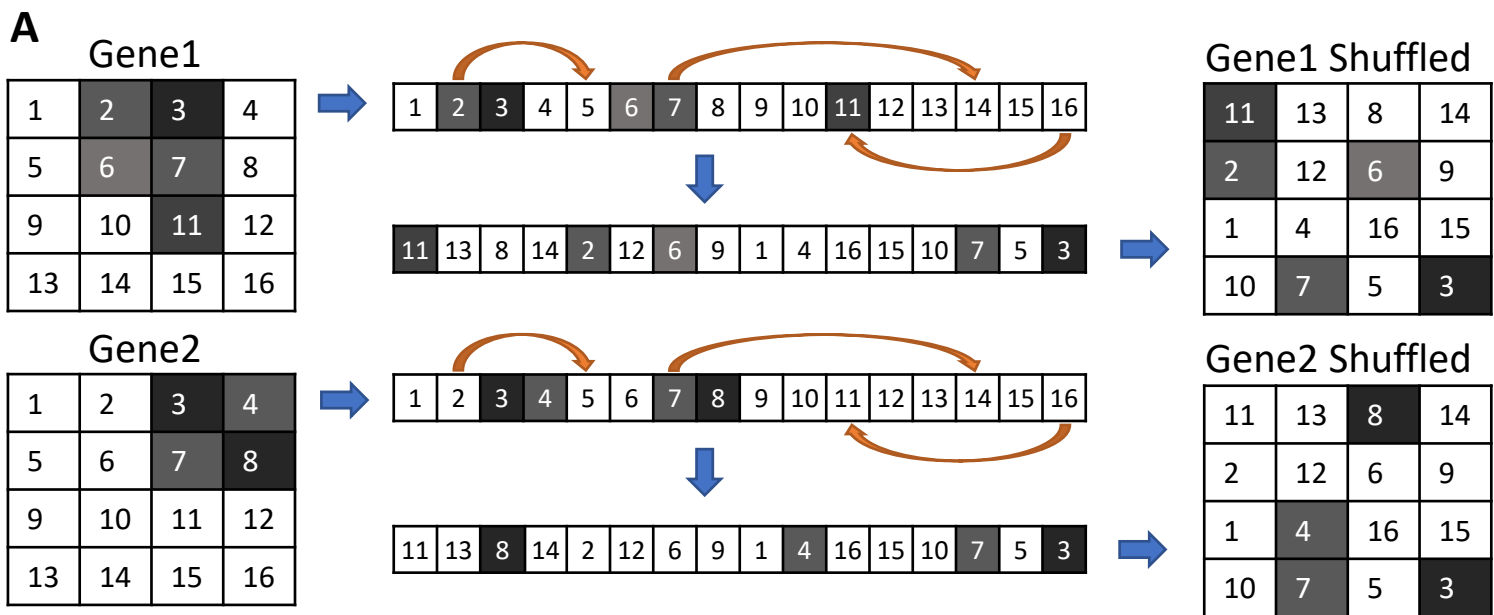 A
Gene1
1 2 3 4
5 6 7 8
9 10 11 12
13 14 15 16
1 2 3 4 5 6 7 8 9 10 11 12 13 14 15 16
11 13 8 14 2 12 6 9 1 4 16 15 10 7 5 3
Gene1 Shuffled
11 13 8 14
2 12 6 9
1 4 16 15
10 7 5 3
Gene2
1 2 3 4
5 6 7 8
9 10 11 12
13 14 15 16
1 2 3 4 5 6 7 8 9 10 11 12 13 14 15 16
11 13 8 14 2 12 6 9 1 4 16 15 10 7 5 3
Gene2 Shuffled
11 13 8 14
2 12 6 9
1 4 16 15
10 7 5 3